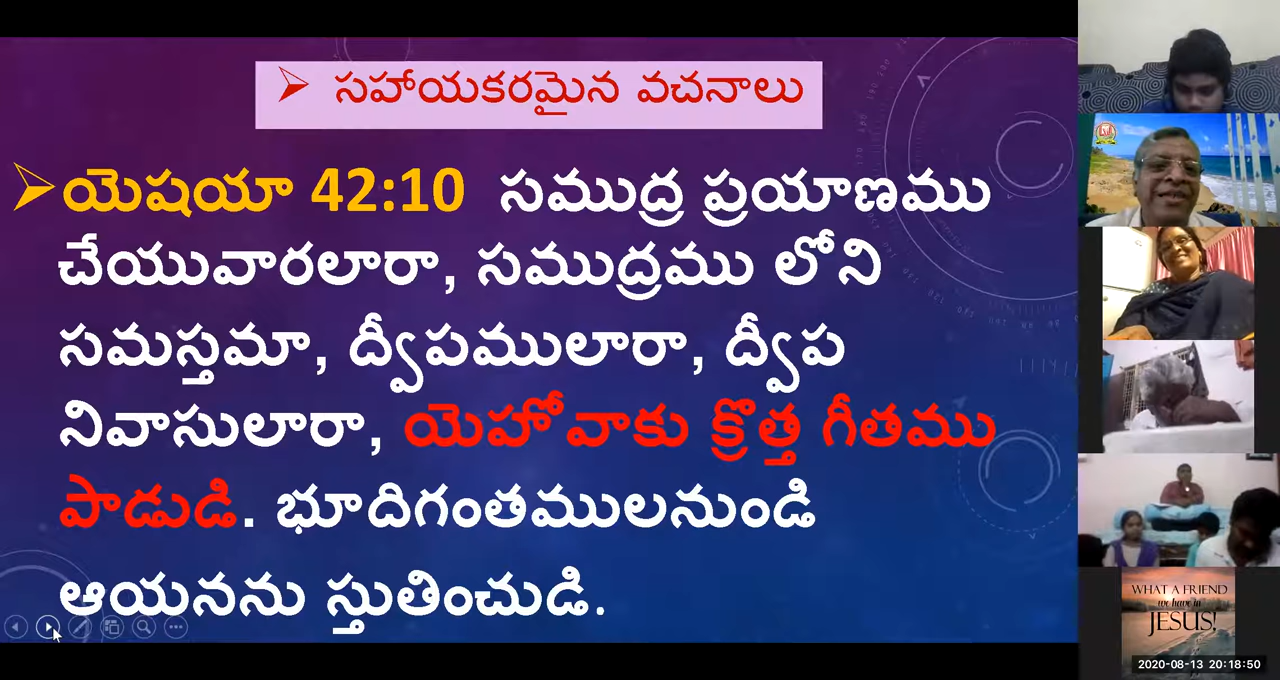 ➢ సహాయకరమైన వచనాలు
➢యెషయా 42:10 సముద్ర ప్రయాణము
చేయువారలారా, సముద్రము లోని
సమస్తమా, ద్వీపములారా, ద్వీప
నివాసులారా, యెహోవాకు క్రొత్త గీతము
పాడుడి. భూదిగంతములనుండి
ఆయనను స్తుతించుడి.
WHAT A FRIEND
we have in
JESUS!
2020-08-13 20:18:50